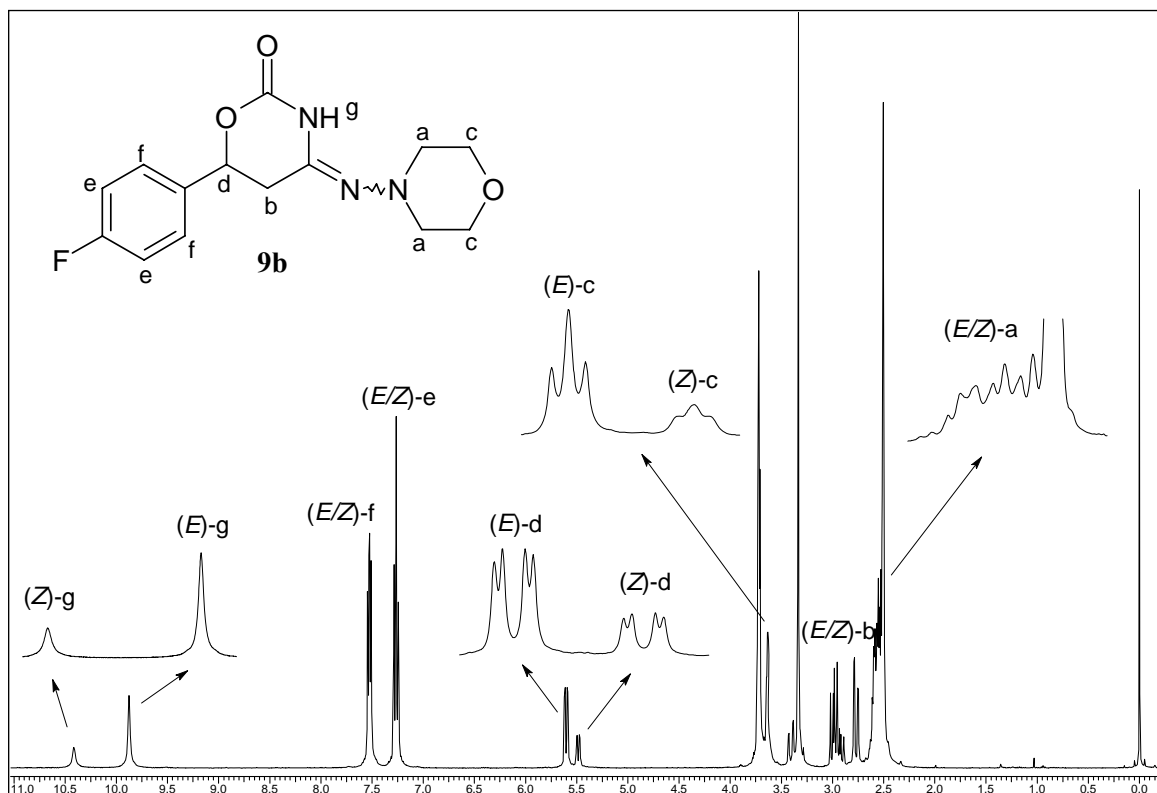 O
O
NH
g
a
c
f
e
d
b
N
N
O
F
f
e
a
c
9b
(E)-c
(E/Z)-a
(Z)-c
(E/Z)-e
(E/Z)-f
(E)-d
(E)-g
(Z)-d
(Z)-g
(E/Z)-b
11.0 10.5 10.0 9.5 9.0 8.5 8.0 7.5 7.0 6.5 6.0 5.5 5.0 4.5 4.0 3.5 3.0 2.5 2.0 1.5 1.0 0.5 0.0